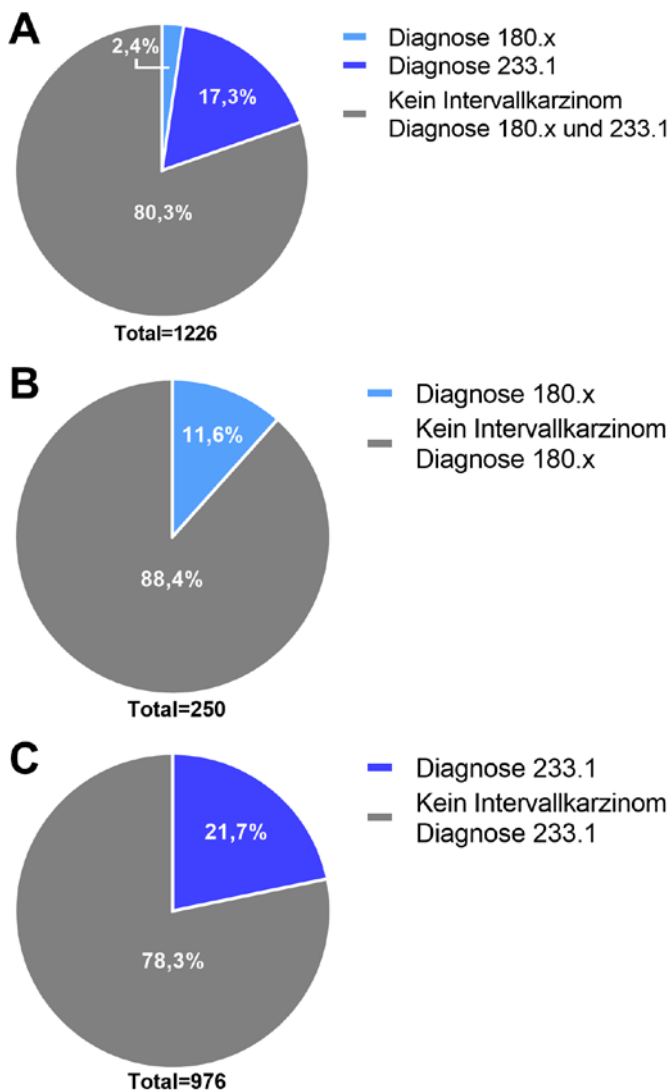 A
2,4%
17,3%
80,3%
Total=1226
Diagnose 180.x
Diagnose 233.1
Kein Intervallkarzinom
Diagnose 180.x und 233.1
B
11,6%
88,4%
Total=250
Diagnose 180.x
Kein Intervallkarzinom
Diagnose 180.x
C
21,7%
78,3%
Total=976
Diagnose 233.1
Kein Intervallkarzinom
Diagnose 233.1